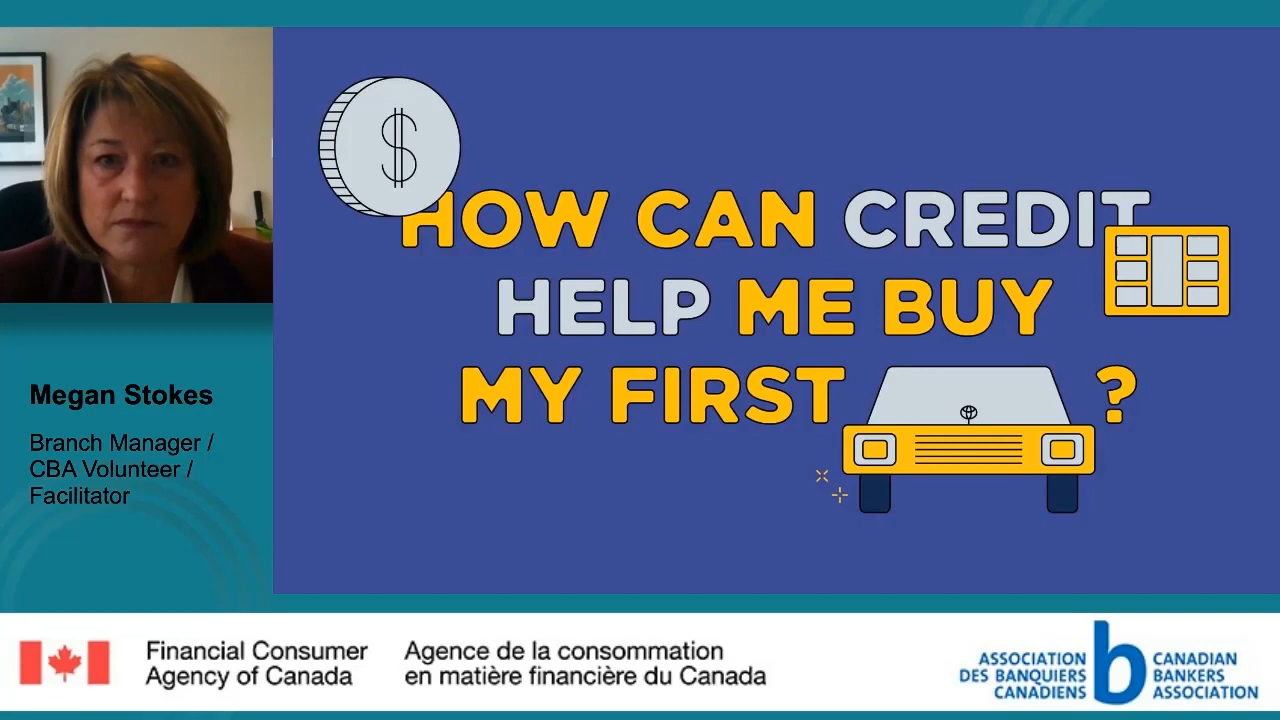 HOW CAN CREDIT
HELP ME BUY
MY FIRST ?
$
Megan Stokes
Branch Manager /
CBA Volunteer /
Facilitator
Financial Consumer
Agency of Canada
Agence de la consommation
en matière financière du Canada
ASSOCIATION
DES BANQUIERS
CANADIENS
b
CANADIAN
BANKERS
ASSOCIATION